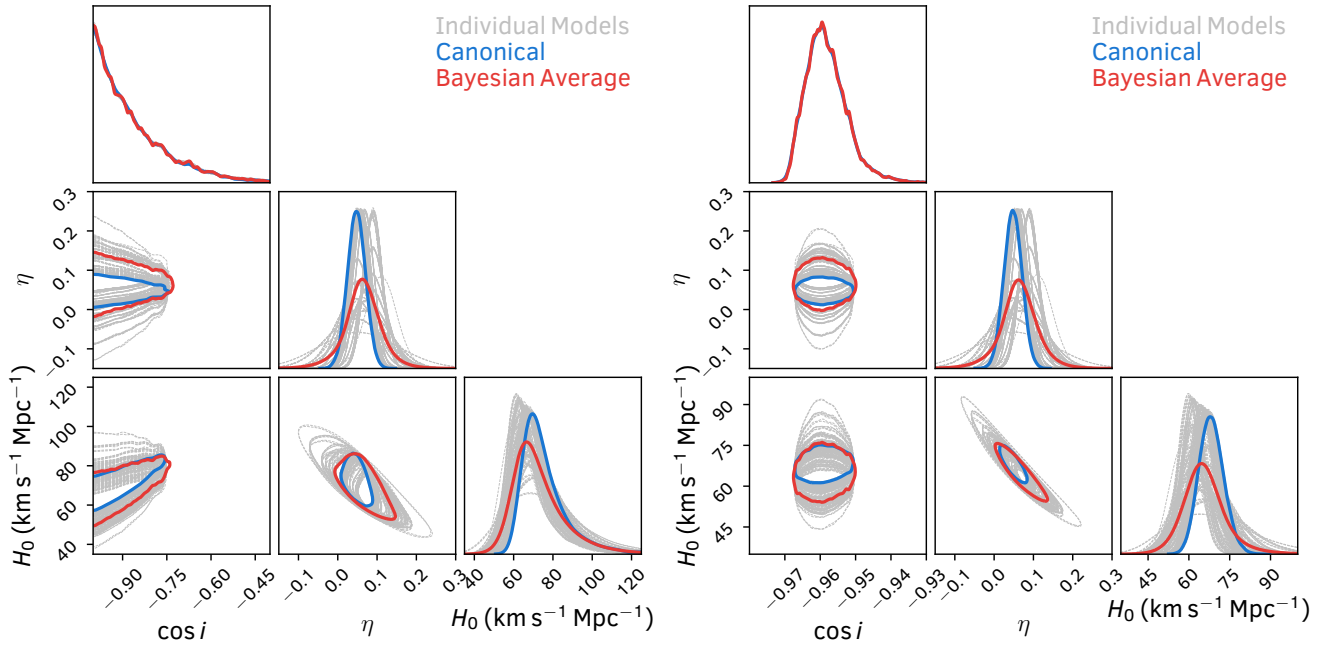 Individual Models
Canonical
Bayesian Average
Individual Models
Canonical
Bayesian Average
η
0.3
0.2
0.1
0.0
−0.1
η
0.3
0.2
0.1
0.0
−0.1
H₀ (km s⁻¹ Mpc⁻¹)
120
100
80
60
40
H₀ (km s⁻¹ Mpc⁻¹)
90
75
60
45
−0.90 −0.75 −0.60 −0.45
−0.1 0.0 0.1 0.2 0.3
40 60 80 100 120
−0.97 −0.96 −0.95 −0.94 −0.93
−0.1 0.0 0.1 0.2 0.3
45 60 75 90
cos i
η
H₀ (km s⁻¹ Mpc⁻¹)
cos i
η
H₀ (km s⁻¹ Mpc⁻¹)